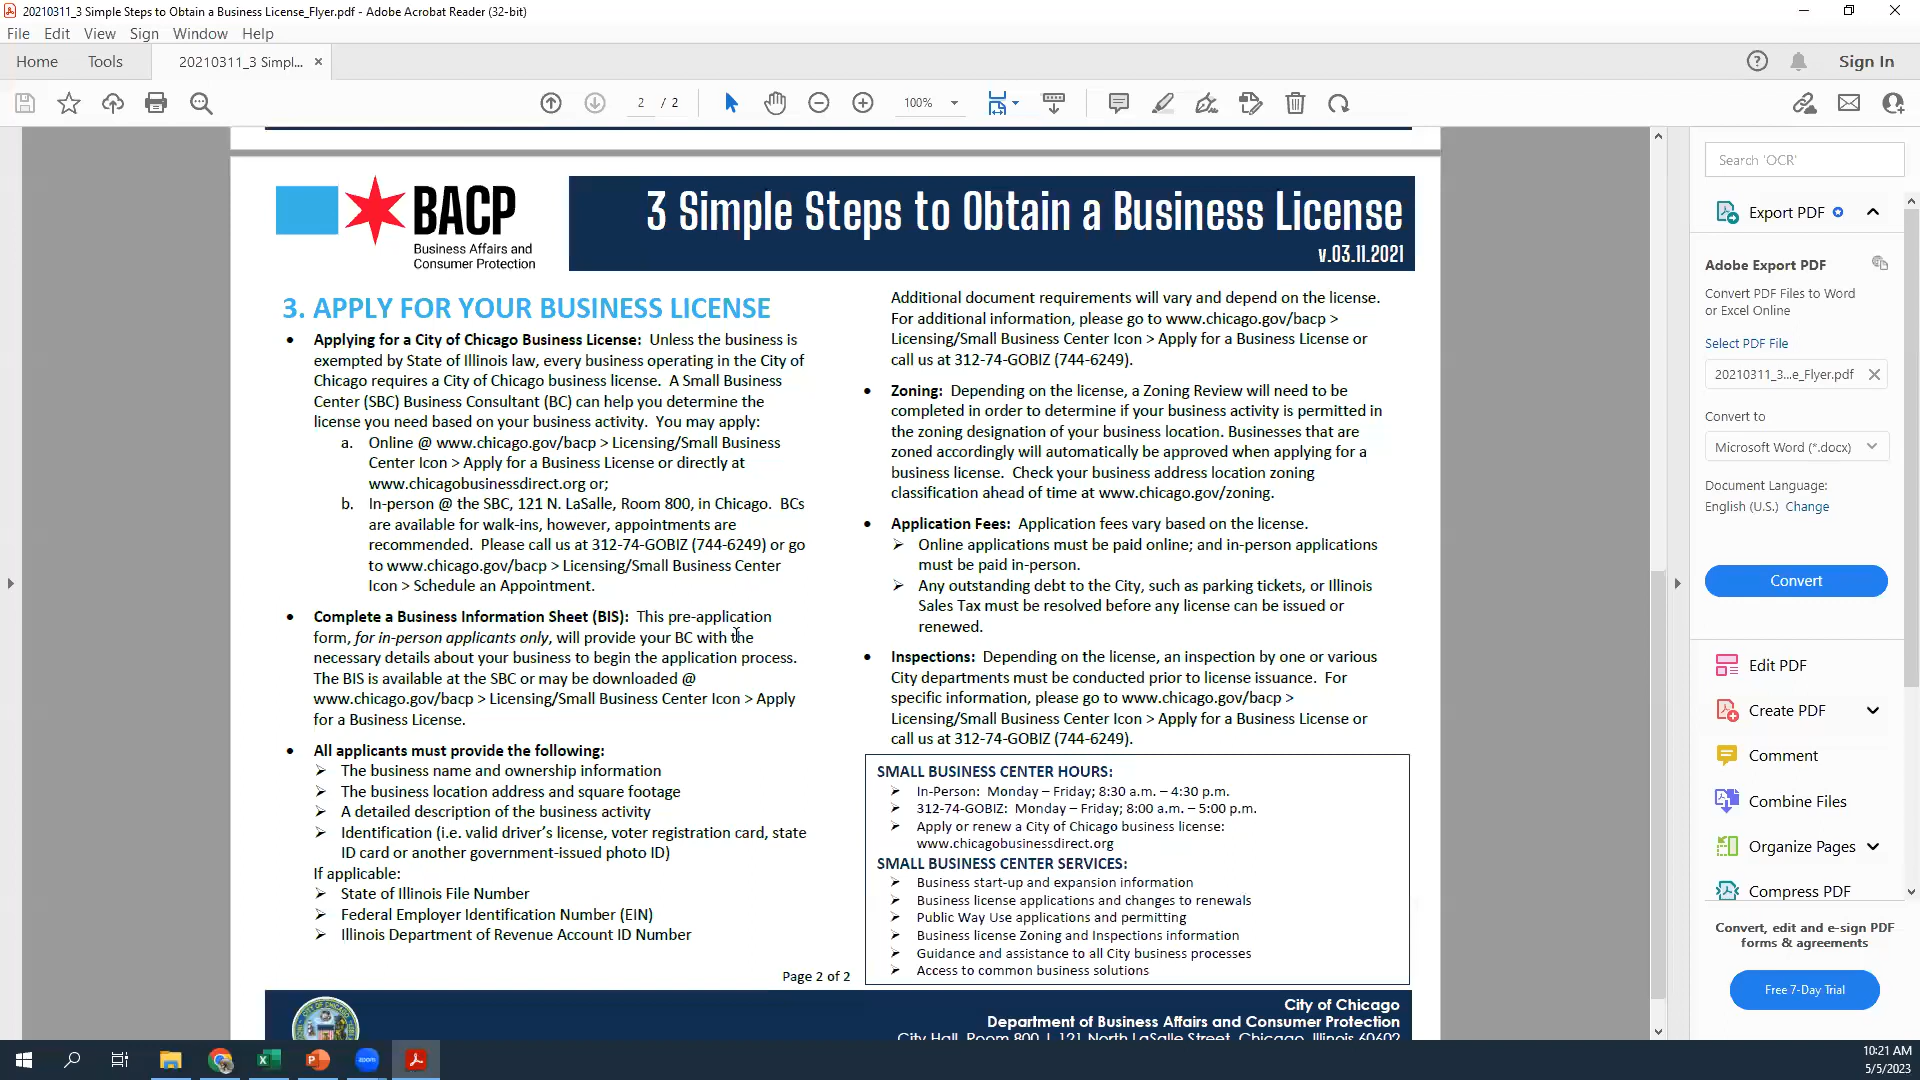 20210311_3 Simple Steps to Obtain a Business License_Flyer.pdf - Adobe Acrobat Reader (32-bit)
File Edit View Sign Window Help
Home Tools 20210311_3 Simpl... × Sign In
2 / 2 100%
BACP
Business Affairs and
Consumer Protection
3 Simple Steps to Obtain a Business License
v.03.11.2021
3. APPLY FOR YOUR BUSINESS LICENSE
• Applying for a City of Chicago Business License: Unless the business is
exempted by State of Illinois law, every business operating in the City of
Chicago requires a City of Chicago business license. A Small Business
Center (SBC) Business Consultant (BC) can help you determine the
license you need based on your business activity. You may apply:
a. Online @ www.chicago.gov/bacp > Licensing/Small Business
Center Icon > Apply for a Business License or directly at
www.chicagobusinessdirect.org or;
b. In-person @ the SBC, 121 N. LaSalle, Room 800, in Chicago. BCs
are available for walk-ins, however, appointments are
recommended. Please call us at 312-74-GOBIZ (744-6249) or go
to www.chicago.gov/bacp > Licensing/Small Business Center
Icon > Schedule an Appointment.
• Complete a Business Information Sheet (BIS): This pre-application
form, for in-person applicants only, will provide your BC with the
necessary details about your business to begin the application process.
The BIS is available at the SBC or may be downloaded @
www.chicago.gov/bacp > Licensing/Small Business Center Icon > Apply
for a Business License.
• All applicants must provide the following:
➢ The business name and ownership information
➢ The business location address and square footage
➢ A detailed description of the business activity
➢ Identification (i.e. valid driver's license, voter registration card, state
ID card or another government-issued photo ID)
If applicable:
➢ State of Illinois File Number
➢ Federal Employer Identification Number (EIN)
➢ Illinois Department of Revenue Account ID Number
Additional document requirements will vary and depend on the license.
For additional information, please go to www.chicago.gov/bacp >
Licensing/Small Business Center Icon > Apply for a Business License or
call us at 312-74-GOBIZ (744-6249).
• Zoning: Depending on the license, a Zoning Review will need to be
completed in order to determine if your business activity is permitted in
the zoning designation of your business location. Businesses that are
zoned accordingly will automatically be approved when applying for a
business license. Check your business address location zoning
classification ahead of time at www.chicago.gov/zoning.
• Application Fees: Application fees vary based on the license.
➢ Online applications must be paid online; and in-person applications
must be paid in-person.
➢ Any outstanding debt to the City, such as parking tickets, or Illinois
Sales Tax must be resolved before any license can be issued or
renewed.
• Inspections: Depending on the license, an inspection by one or various
City departments must be conducted prior to license issuance. For
specific information, please go to www.chicago.gov/bacp >
Licensing/Small Business Center Icon > Apply for a Business License or
call us at 312-74-GOBIZ (744-6249).
SMALL BUSINESS CENTER HOURS:
➢ In-Person: Monday – Friday; 8:30 a.m. – 4:30 p.m.
➢ 312-74-GOBIZ: Monday – Friday; 8:00 a.m. – 5:00 p.m.
➢ Apply or renew a City of Chicago business license:
www.chicagobusinessdirect.org
SMALL BUSINESS CENTER SERVICES:
➢ Business start-up and expansion information
➢ Business license applications and changes to renewals
➢ Public Way Use applications and permitting
➢ Business license Zoning and Inspections information
➢ Guidance and assistance to all City business processes
➢ Access to common business solutions
Page 2 of 2
City of Chicago
Department of Business Affairs and Consumer Protection
City Hall, Room 800 | 121 North LaSalle Street, Chicago, Illinois 60602
Search 'OCR'
Export PDF
Adobe Export PDF
Convert PDF Files to Word
or Excel Online
Select PDF File
20210311_3...e_Flyer.pdf
Convert to
Microsoft Word (*.docx)
Document Language:
English (U.S.) Change
Convert
Edit PDF
Create PDF
Comment
Combine Files
Organize Pages
Compress PDF
Convert, edit and e-sign PDF
forms & agreements
Free 7-Day Trial
zoom
10:21 AM
5/5/2023